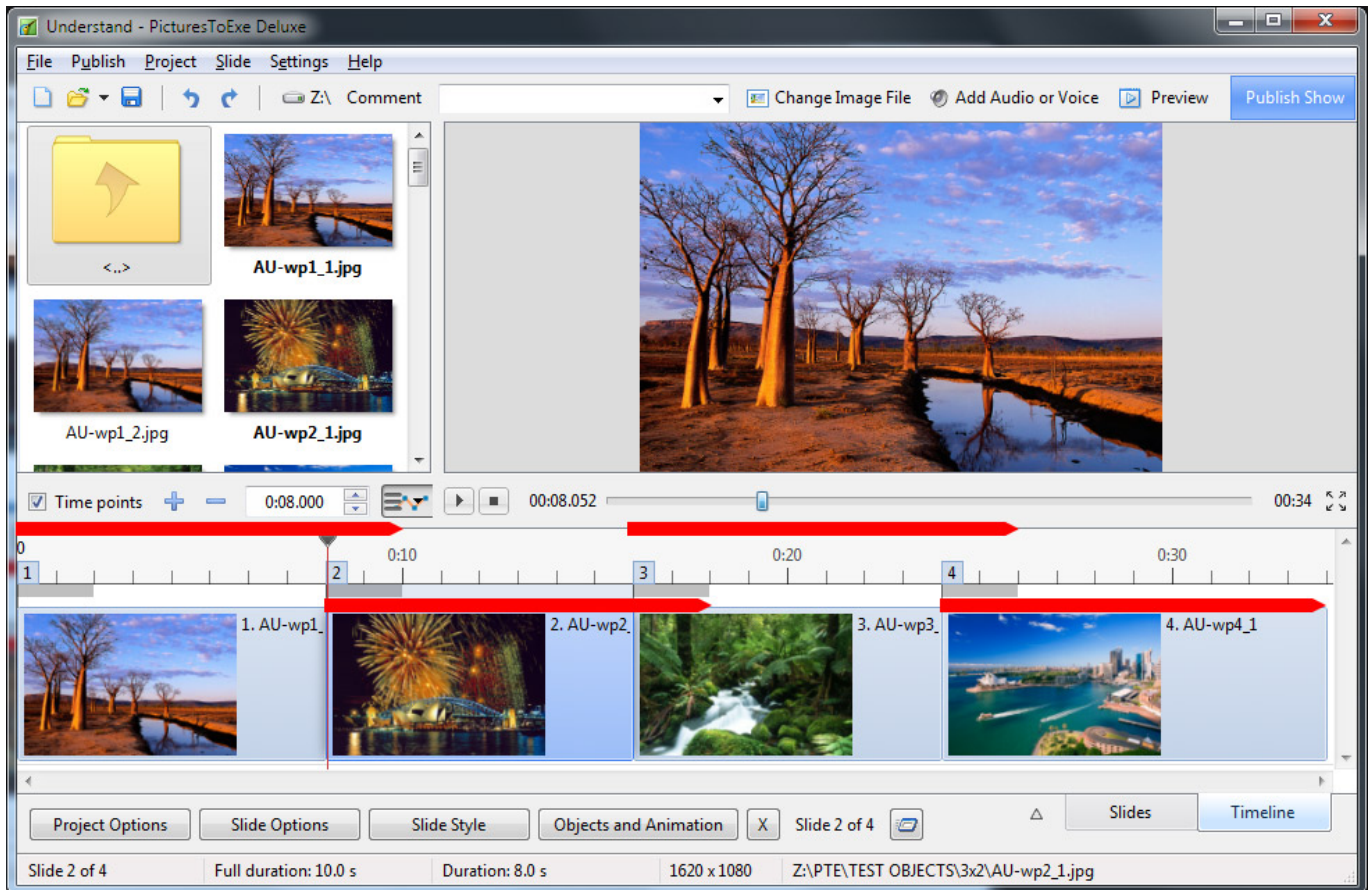 Understand - PicturesToExe Deluxe
File Publish Project Slide Settings Help
Z:\ Comment Change Image File Add Audio or Voice Preview Publish Show
<..> AU-wp1_1.jpg
AU-wp1_2.jpg AU-wp2_1.jpg
Time points 0:08.000 00:08.052 00:34
0 0:10 0:20 0:30
1 2 3 4
1. AU-wp1_ 2. AU-wp2_ 3. AU-wp3_ 4. AU-wp4_1
Project Options Slide Options Slide Style Objects and Animation X Slide 2 of 4 Slides Timeline
Slide 2 of 4 Full duration: 10.0 s Duration: 8.0 s 1620 x 1080 Z:\PTE\TEST OBJECTS\3x2\AU-wp2_1.jpg